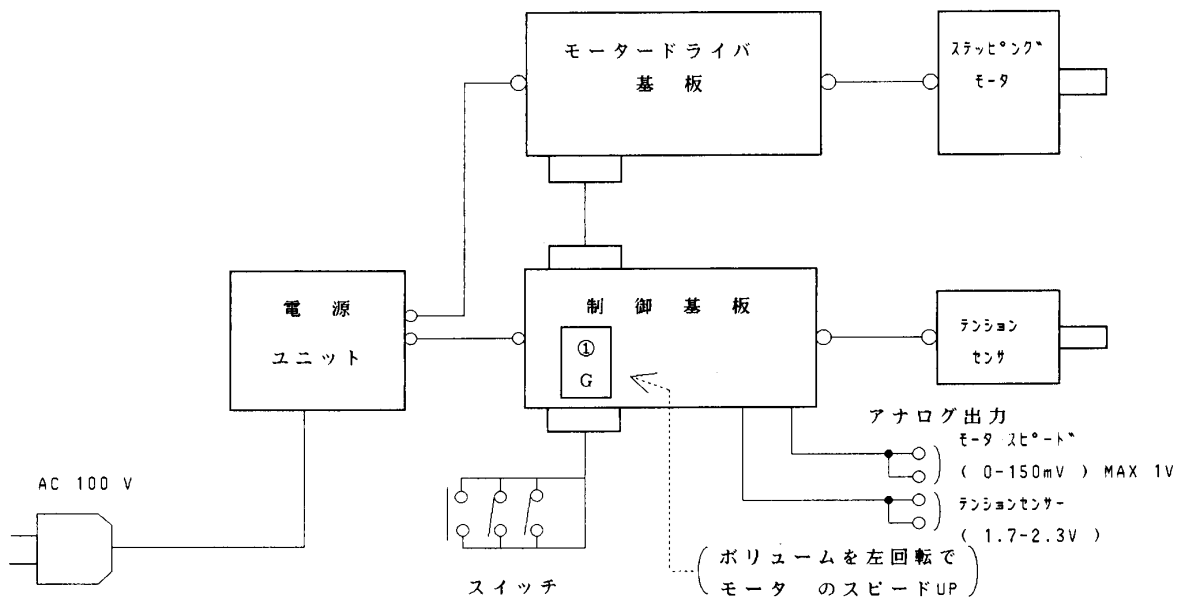 モータードライバ
基 板
ステッピング
モータ
電 源
ユニット
制 御 基 板
①
G
テンション
センサ
アナログ出力
モータ スピード
( 0-150mV ) MAX 1V
テンションセンサー
( 1.7-2.3V )
AC 100 V
スイッチ
ボリュームを左回転で
モータ のスピードUP